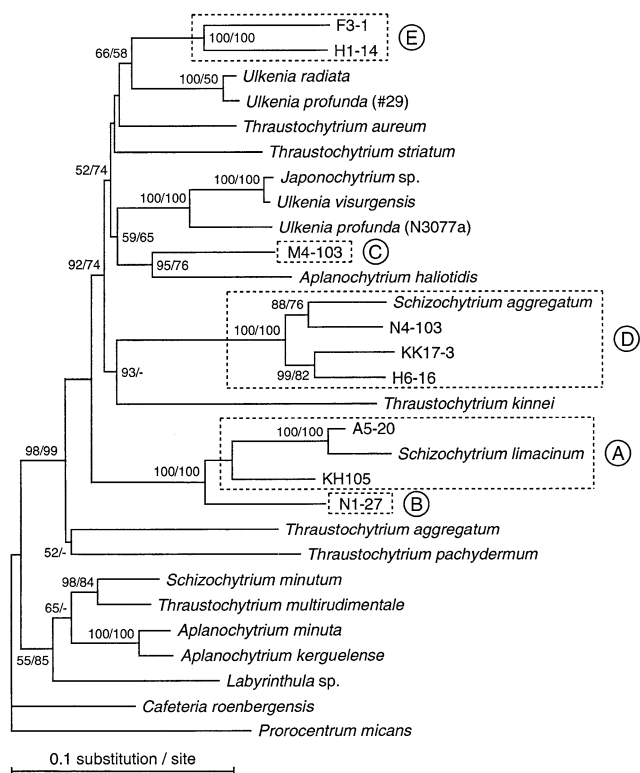 F3-1
100/100
E
H1-14
66/58
100/50
Ulkenia radiata
Ulkenia profunda (#29)
Thraustochytrium aureum
Thraustochytrium striatum
52/74
100/100
Japonochytrium sp.
100/100
Ulkenia visurgensis
Ulkenia profunda (N3077a)
59/65
M4-103
C
95/76
Aplanochytrium haliotidis
92/74
88/76
Schizochytrium aggregatum
N4-103
100/100
D
KK17-3
99/82
H6-16
93/-
Thraustochytrium kinnei
A5-20
100/100
Schizochytrium limacinum
A
98/99
100/100
KH105
N1-27
B
Thraustochytrium aggregatum
52/-
Thraustochytrium pachydermum
98/84
Schizochytrium minutum
65/-
Thraustochytrium multirudimentale
100/100
Aplanochytrium minuta
Aplanochytrium kerguelense
55/85
Labyrinthula sp.
Cafeteria roenbergensis
Prorocentrum micans
0.1 substitution / site